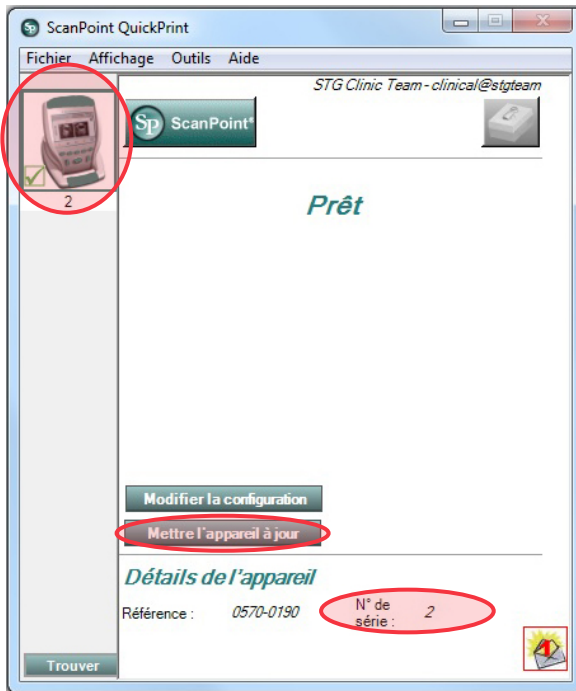 ScanPoint QuickPrint
Fichier Affichage Outils Aide
STG Clinic Team - clinical@stgteam
Sp ScanPoint®
2
Prêt
Modifier la configuration
Mettre l'appareil à jour
Détails de l'appareil
Référence : 0570-0190
N° de série : 2
Trouver